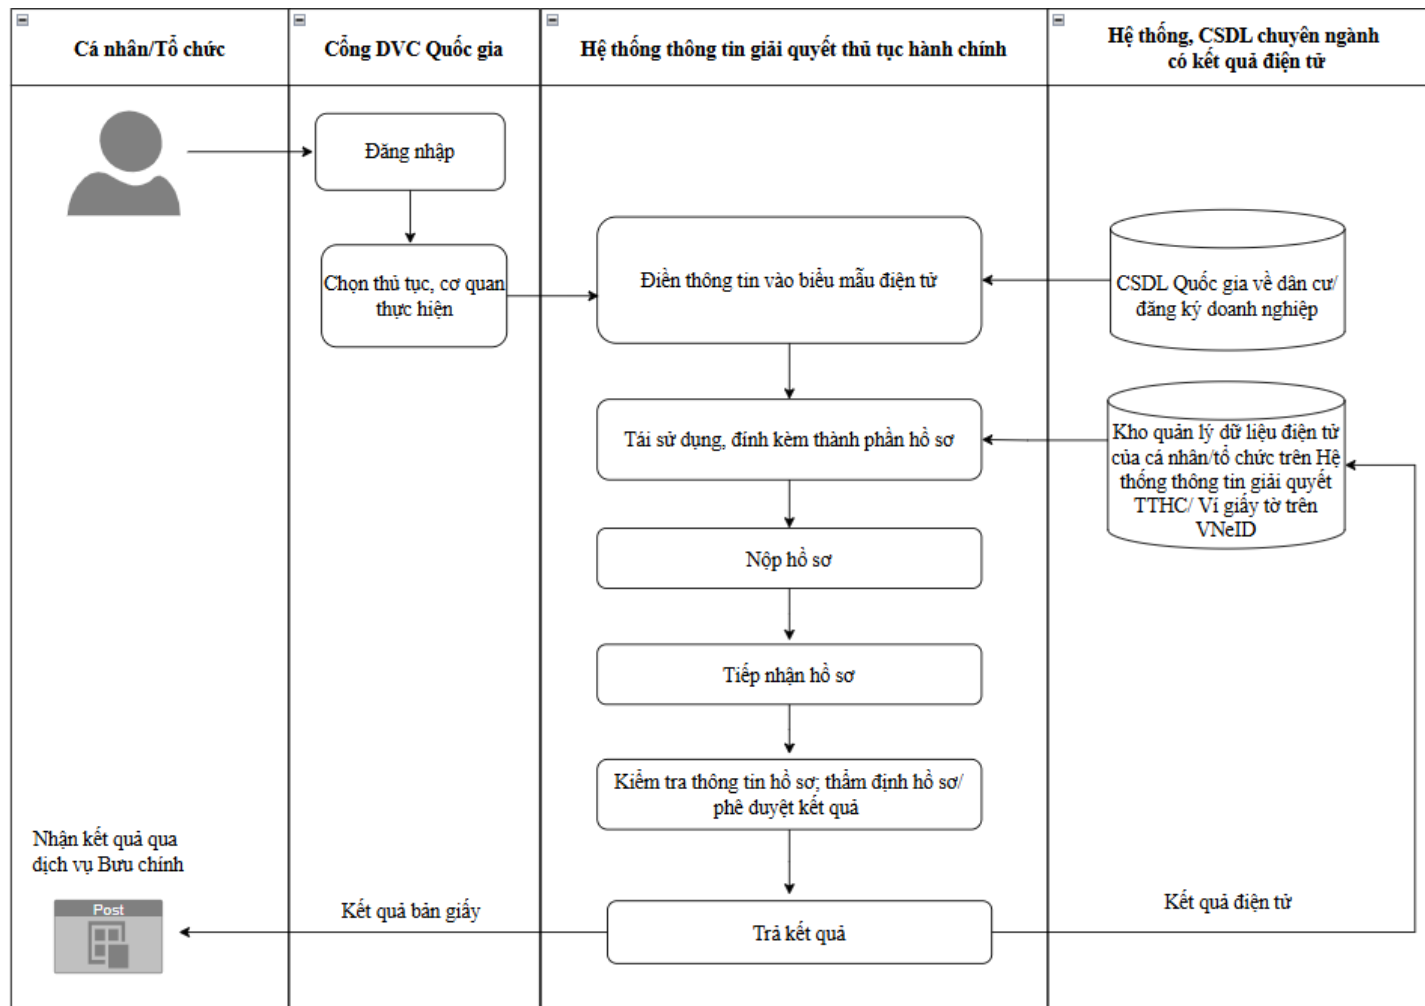 Cá nhân/Tổ chức
Cổng DVC Quốc gia
Hệ thống thông tin giải quyết thủ tục hành chính
Hệ thống, CSDL chuyên ngành
có kết quả điện tử
Đăng nhập
Chọn thủ tục, cơ quan
thực hiện
Điền thông tin vào biểu mẫu điện tử
CSDL Quốc gia về dân cư/
đăng ký doanh nghiệp
Tái sử dụng, đính kèm thành phần hồ sơ
Kho quản lý dữ liệu điện tử
của cá nhân/tổ chức trên Hệ
thống thông tin giải quyết
TTHC/ Ví giấy tờ trên
VNeID
Nộp hồ sơ
Tiếp nhận hồ sơ
Kiểm tra thông tin hồ sơ; thẩm định hồ sơ/
phê duyệt kết quả
Nhận kết quả qua
dịch vụ Bưu chính
Post
Kết quả bản giấy
Trả kết quả
Kết quả điện tử